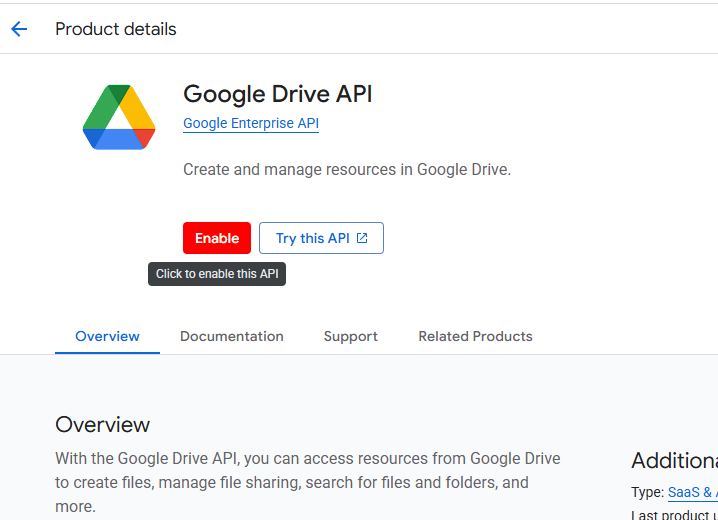 Product details
Google Drive API
Google Enterprise API
Create and manage resources in Google Drive.
Enable
Try this API
Click to enable this API
Overview
Documentation
Support
Related Products
Overview
With the Google Drive API, you can access resources from Google Drive
to create files, manage file sharing, search for files and folders, and
more.
Additiona
Type: SaaS & A
Last product u